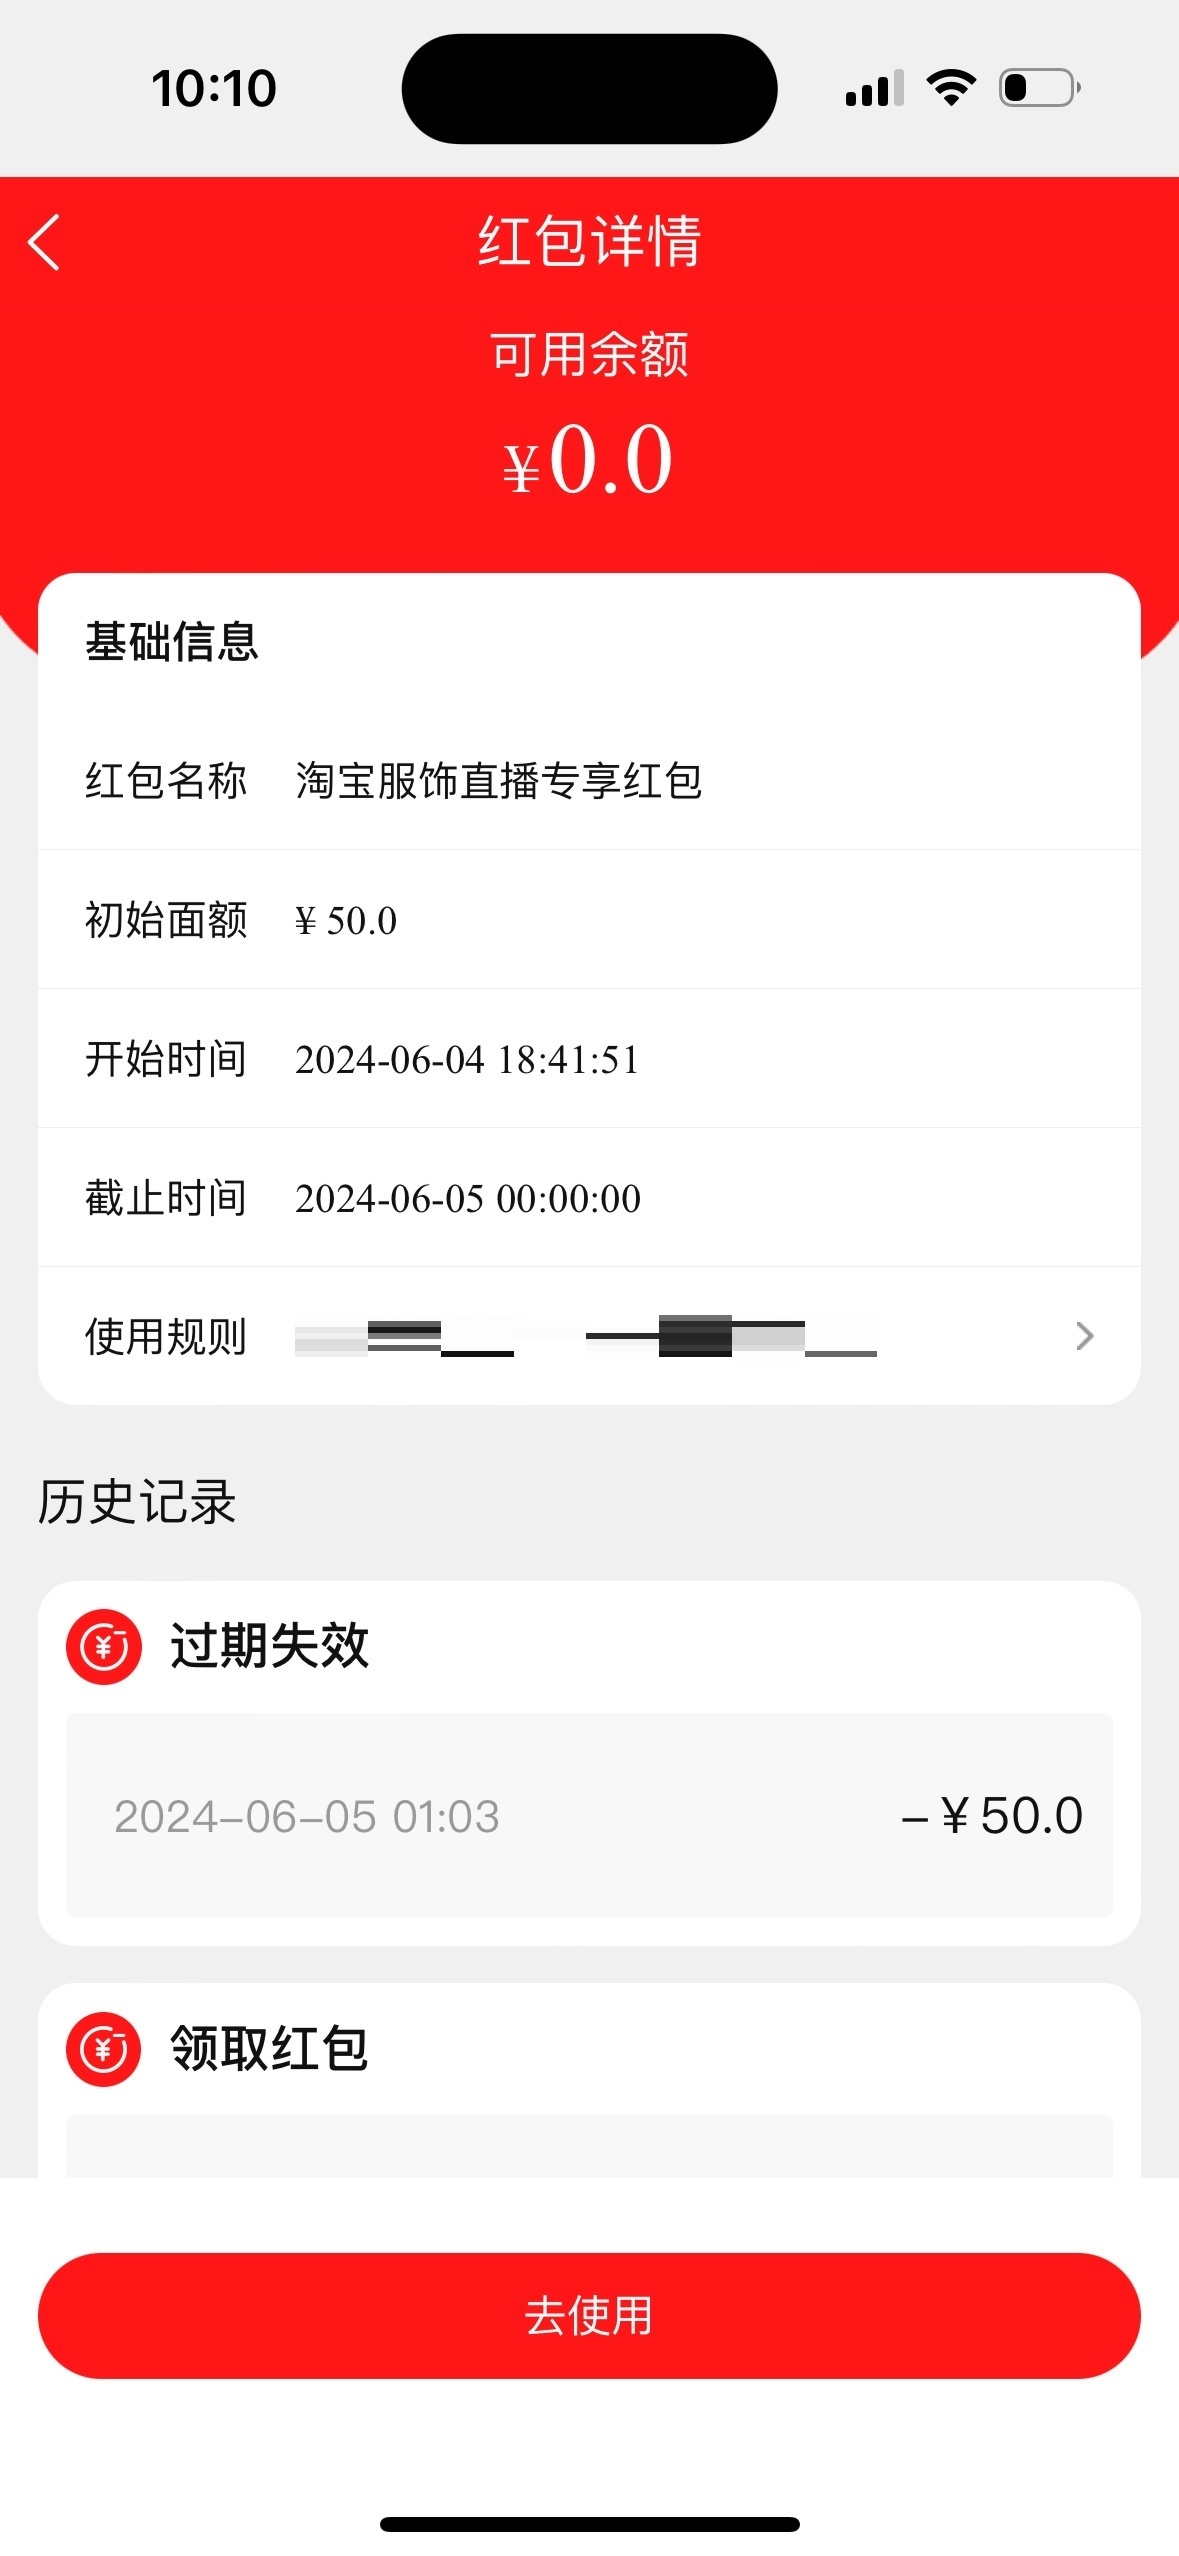 10:10
红包详情
可用余额
¥0.0
基础信息
红包名称 淘宝服饰直播专享红包
初始面额 ¥ 50.0
开始时间 2024-06-04 18:41:51
截止时间 2024-06-05 00:00:00
使用规则
历史记录
过期失效
2024-06-05 01:03 -¥50.0
领取红包
去使用